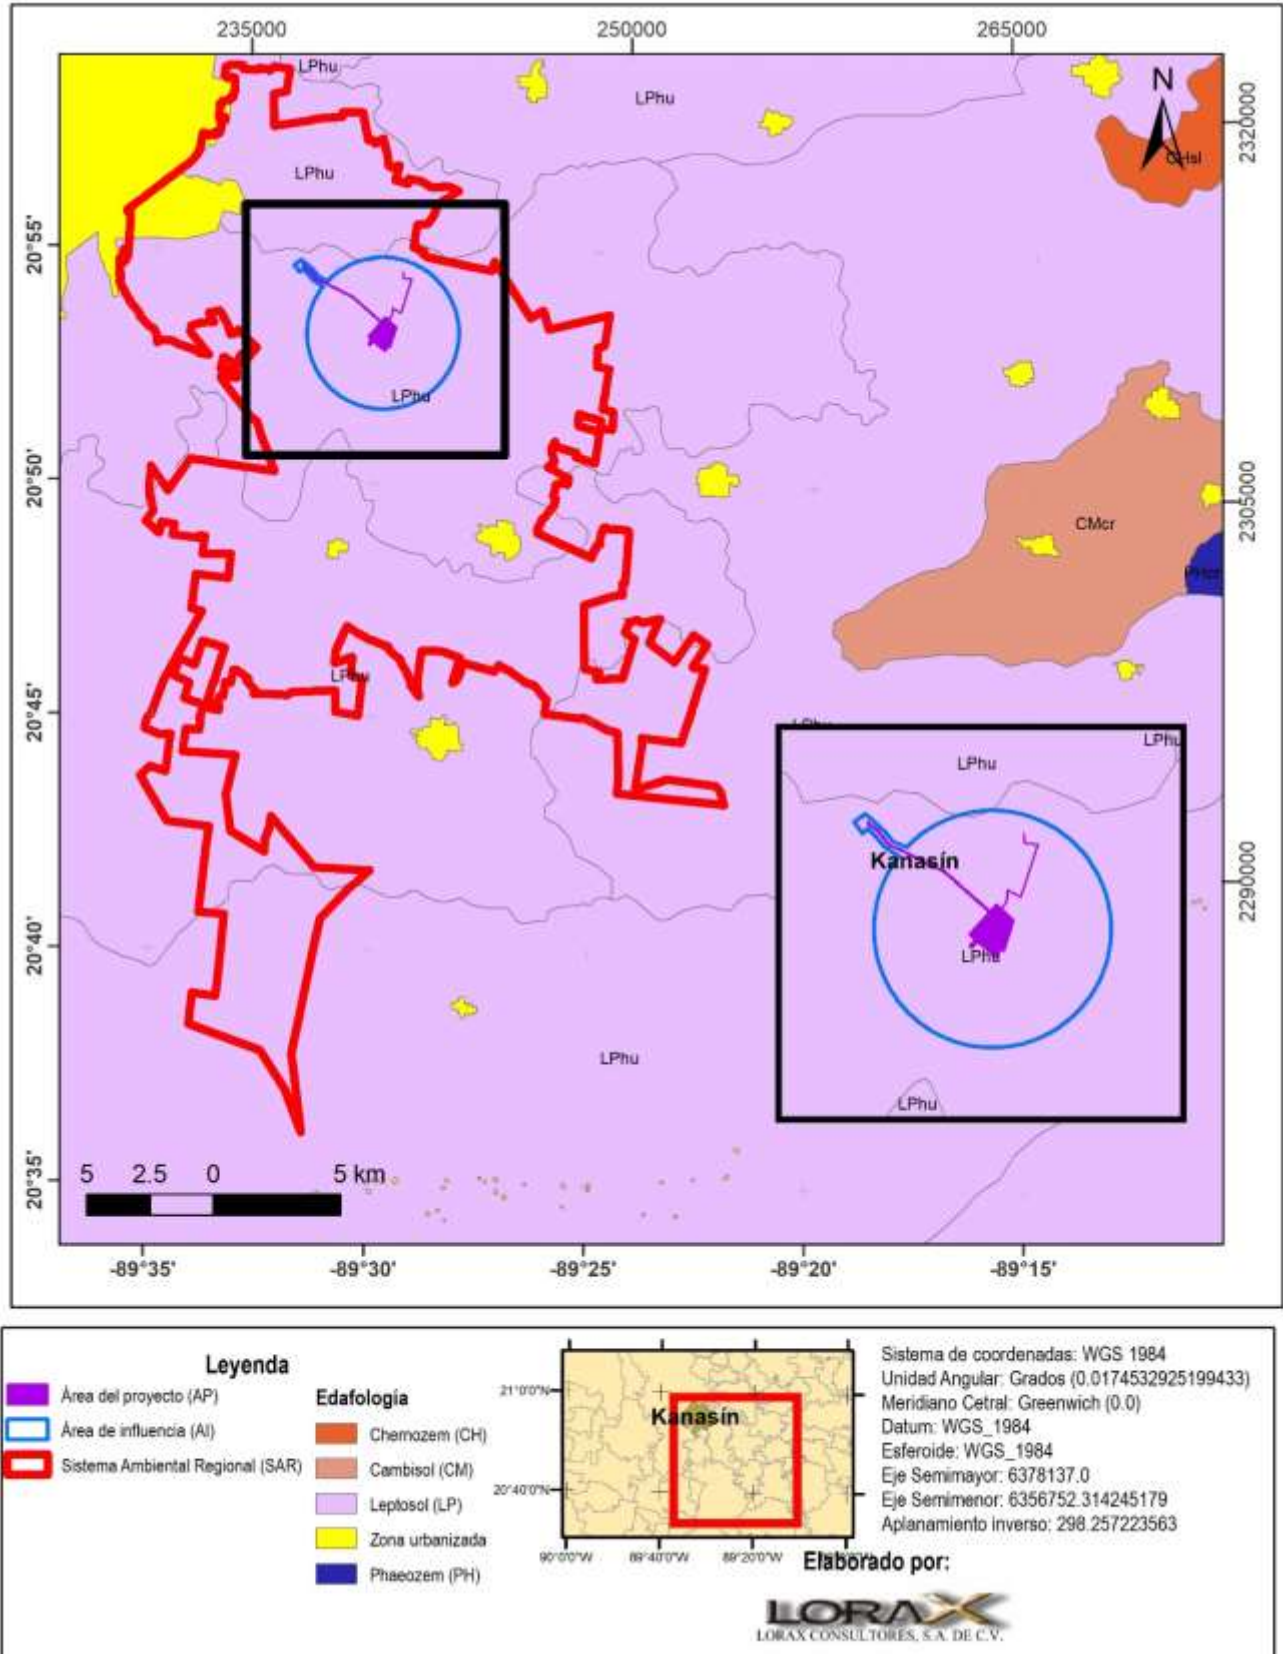 235000
250000
265000
LPhu
LPhu
N
2320000
CHsl
LPhu
20°55'
LPhu
20°50'
2305000
CMcr
LPhu
20°45'
LPhu
LPhu
LPhu
Kanasín
2290000
LPhu
20°40'
LPhu
LPhu
5 2.5 0 5 km
20°35'
-89°35'
-89°30'
-89°25'
-89°20'
-89°15'
Leyenda
Área del proyecto (AP)
Área de influencia (AI)
Sistema Ambiental Regional (SAR)
Edafología
Chernozem (CH)
Cambisol (CM)
Leptosol (LP)
Zona urbanizada
Phaeozem (PH)
21°0'0"N
Kanasín
20°40'0"N
90°0'0"W
89°40'0"W
89°20'0"W
Sistema de coordenadas: WGS 1984
Unidad Angular: Grados (0.0174532925199433)
Meridiano Cetral: Greenwich (0.0)
Datum: WGS_1984
Esferoide: WGS_1984
Eje Semimayor: 6378137.0
Eje Semimenor: 6356752.314245179
Aplanamiento inverso: 298.257223563
Elaborado por:
LORAX
LORAX CONSULTORES, S.A. DE C.V.